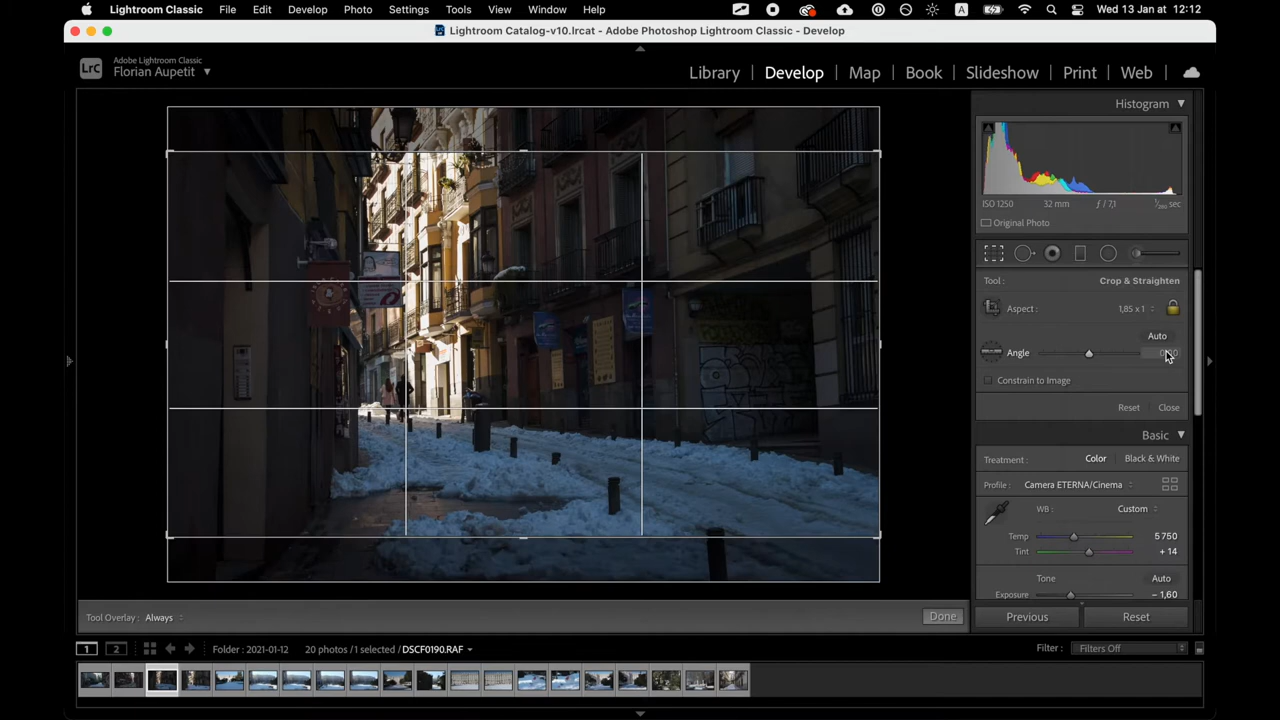 Lightroom Classic File Edit Develop Photo Settings Tools View Window Help A Wed 13 Jan at 12:12
Lightroom Catalog-v10.lrcat - Adobe Photoshop Lightroom Classic - Develop
LrC
Adobe Lightroom Classic
Florian Aupetit
Library | Develop | Map | Book | Slideshow | Print | Web
Histogram
ISO 1250 32 mm ƒ / 7,1 sec
Original Photo
Tool : Crop & Straighten
Aspect : 1,85 x 1
Auto
Angle
Constrain to Image
Reset Close
Basic
Treatment : Color Black & White
Profile : Camera ETERNA/Cinema
WB : Custom
Temp 5 750
Tint + 14
Tone Auto
Exposure − 1,60
Tool Overlay : Always Done Previous Reset
1 2 Folder : 2021-01-12 20 photos / 1 selected / DSCF0190.RAF Filter : Filters Off